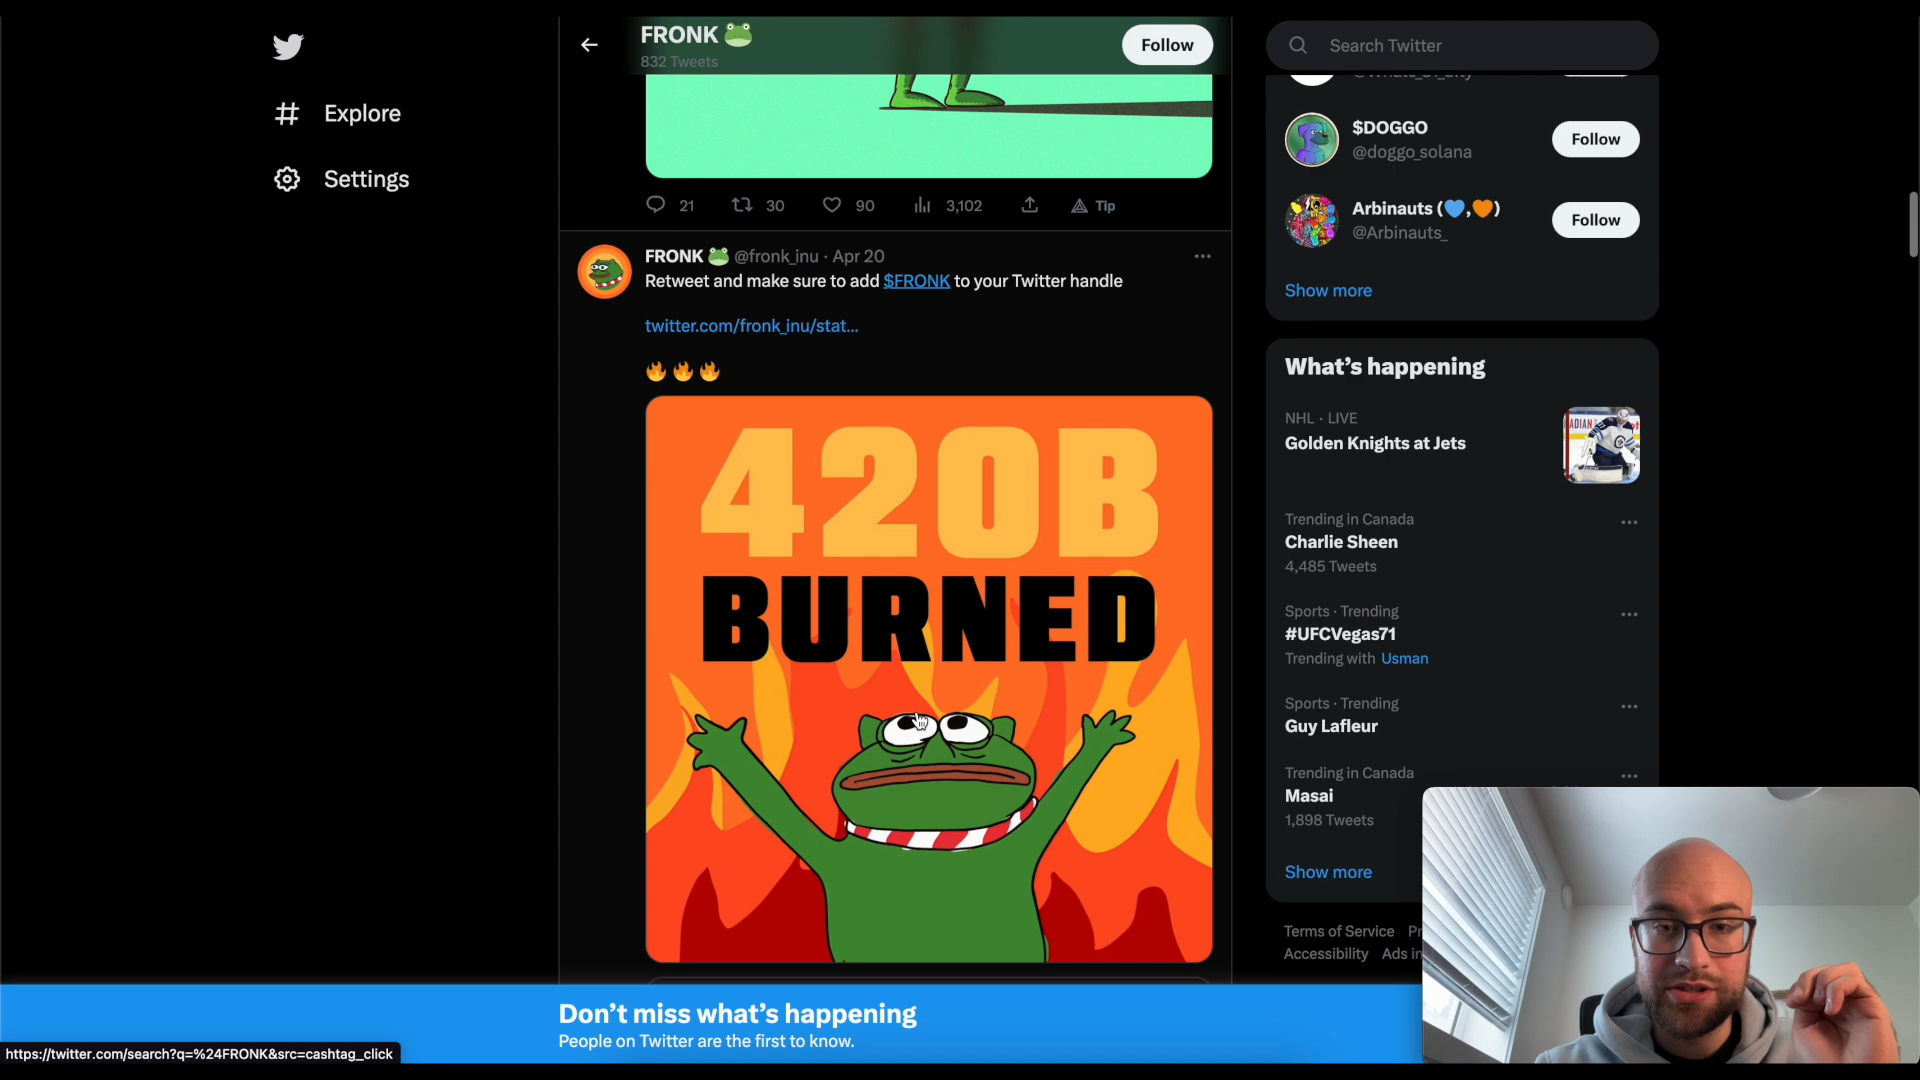 FRONK 🐸
832 Tweets
Follow
Search Twitter
Explore
Settings
21
30
90
3,102
Tip
FRONK 🐸 @fronk_inu · Apr 20
Retweet and make sure to add $FRONK to your Twitter handle
twitter.com/fronk_inu/stat...
🔥🔥🔥
420B
BURNED
$DOGGO
@doggo_solana
Follow
Arbinauts (💙,🧡)
@Arbinauts_
Follow
Show more
What's happening
NHL · LIVE
Golden Knights at Jets
Trending in Canada
Charlie Sheen
4,485 Tweets
Sports · Trending
#UFCVegas71
Trending with Usman
Sports · Trending
Guy Lafleur
Trending in Canada
Masai
1,898 Tweets
Show more
Terms of Service
Accessibility
Don't miss what's happening
People on Twitter are the first to know.
https://twitter.com/search?q=%24FRONK&src=cashtag_click